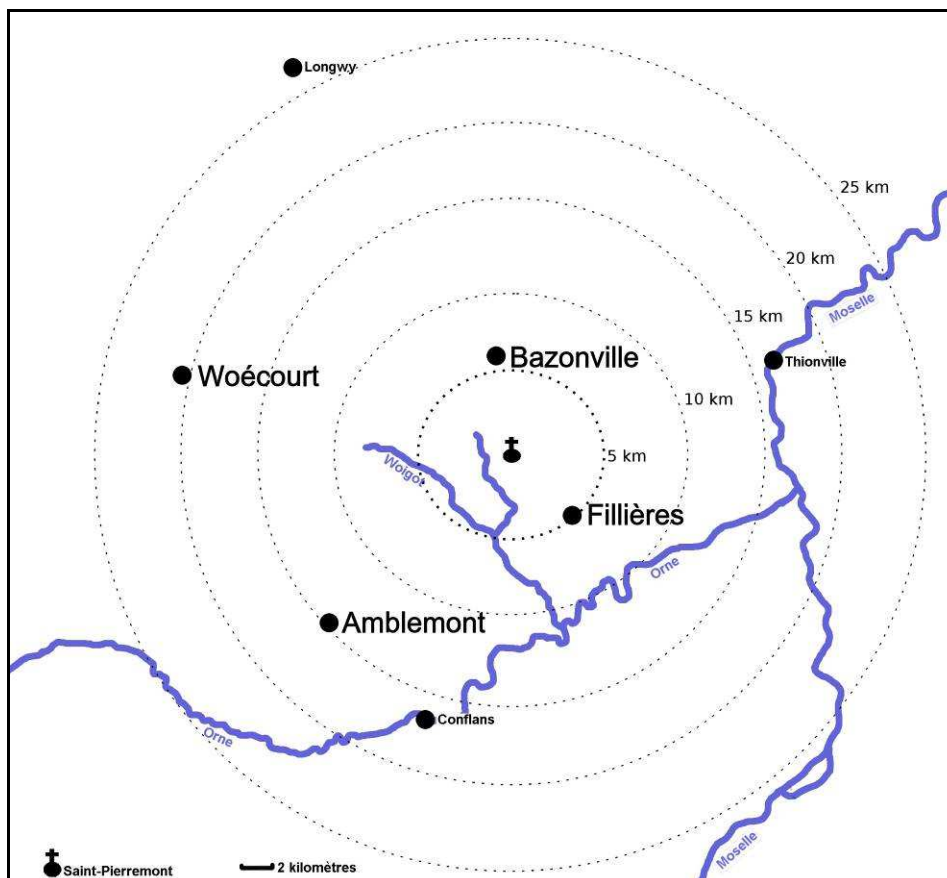 Longwy
25 km
20 km
Moselle
15 km
Bazonville
Thionville
Woécourt
10 km
Woigot
5 km
Fillières
Orne
Amblemont
Conflans
Orne
Moselle
Saint-Pierremont
2 kilomètres